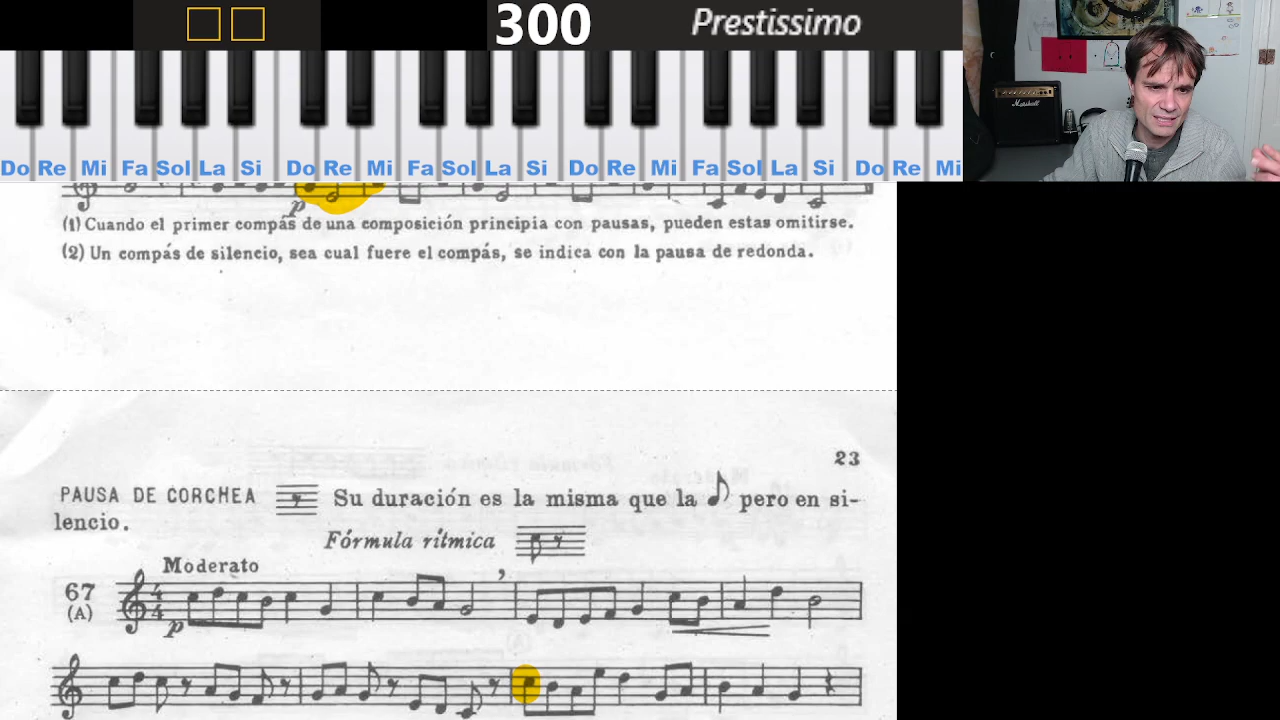 300 Prestissimo
Do Re Mi Fa Sol La Si Do Re Mi Fa Sol La Si Do Re Mi Fa Sol La Si Do Re Mi
Marshall
p
(1) Cuando el primer compás de una composición principia con pausas, pueden estas omitirse.
(2) Un compás de silencio, sea cual fuere el compás, se indica con la pausa de redonda.
23
PAUSA DE CORCHEA Su duración es la misma que la pero en si-
lencio.
Fórmula rítmica
Moderato
67
(A)
4
4
p